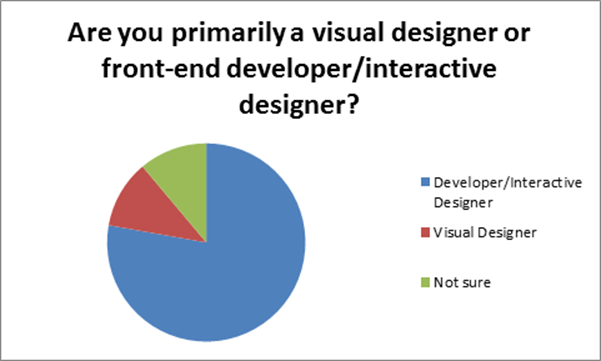 Are you primarily a visual designer or
front-end developer/interactive
designer?
Developer/Interactive
Designer
Visual Designer
Not sure